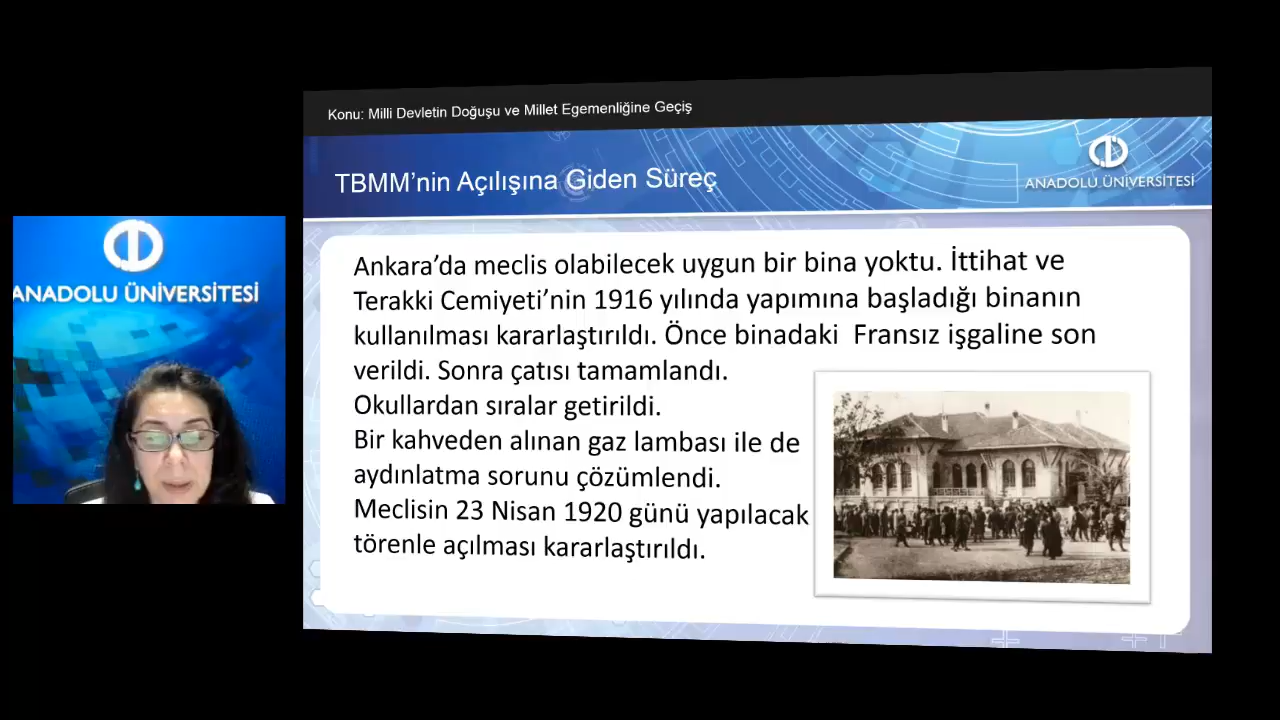 Konu: Milli Devletin Doğuşu ve Millet Egemenliğine Geçiş
TBMM’nin Açılışına Giden Süreç
ANADOLU ÜNİVERSİTESİ
ANADOLU ÜNİVERSİTESİ
Ankara’da meclis olabilecek uygun bir bina yoktu. İttihat ve
Terakki Cemiyeti’nin 1916 yılında yapımına başladığı binanın
kullanılması kararlaştırıldı. Önce binadaki Fransız işgaline son
verildi. Sonra çatısı tamamlandı.
Okullardan sıralar getirildi.
Bir kahveden alınan gaz lambası ile de
aydınlatma sorunu çözümlendi.
Meclisin 23 Nisan 1920 günü yapılacak
törenle açılması kararlaştırıldı.